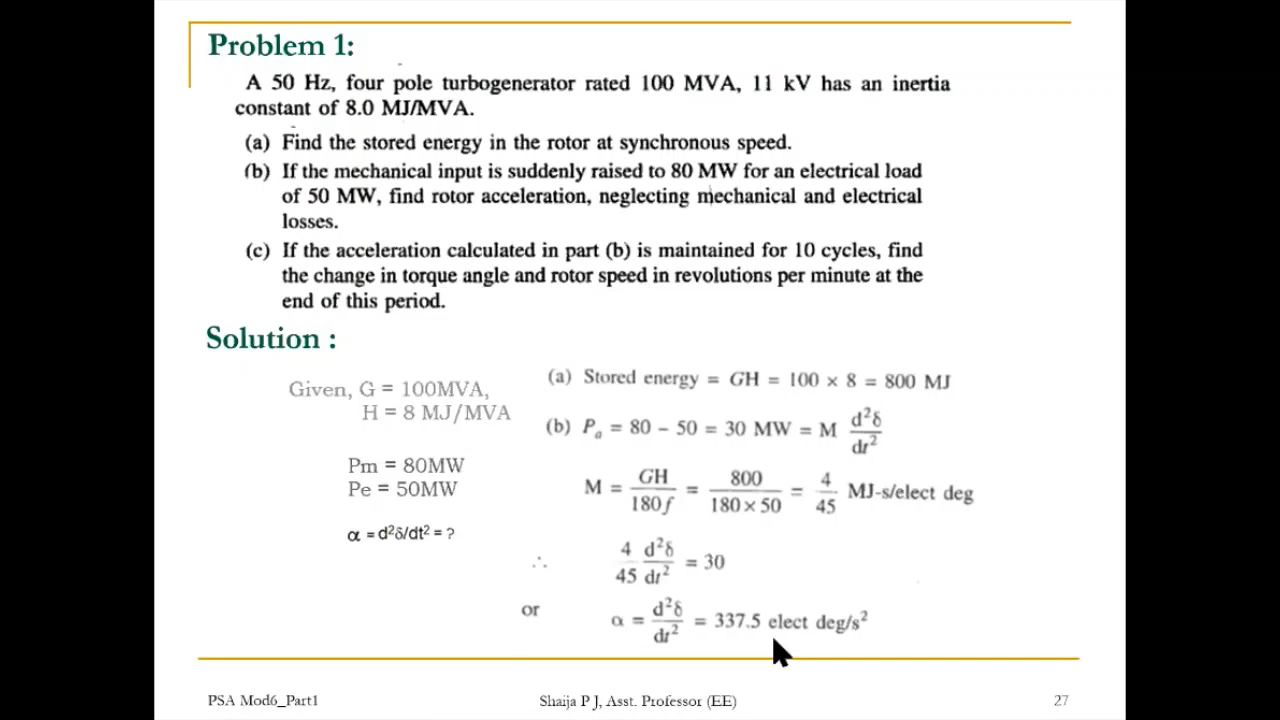 Problem 1:
A 50 Hz, four pole turbogenerator rated 100 MVA, 11 kV has an inertia
constant of 8.0 MJ/MVA.
(a) Find the stored energy in the rotor at synchronous speed.
(b) If the mechanical input is suddenly raised to 80 MW for an electrical load
of 50 MW, find rotor acceleration, neglecting mechanical and electrical
losses.
(c) If the acceleration calculated in part (b) is maintained for 10 cycles, find
the change in torque angle and rotor speed in revolutions per minute at the
end of this period.
Solution :
Given, G = 100MVA,
H = 8 MJ/MVA
Pm = 80MW
Pe = 50MW
α = d²δ/dt² = ?
(a) Stored energy = GH = 100 × 8 = 800 MJ
(b) Pₐ = 80 − 50 = 30 MW = M d²δ/dt²
M = GH/180f = 800/180×50 = 4/45 MJ-s/elect deg
∴ 4/45 d²δ/dt² = 30
or α = d²δ/dt² = 337.5 elect deg/s²
PSA Mod6_Part1 Shaija P J, Asst. Professor (EE) 27